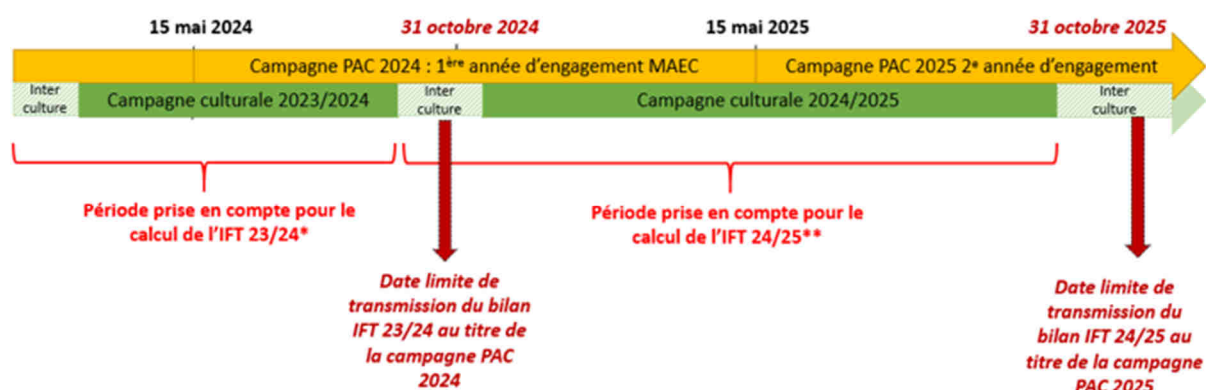 15 mai 2024
31 octobre 2024
15 mai 2025
31 octobre 2025
Campagne PAC 2024 : 1ère année d’engagement MAEC
Campagne PAC 2025 2e année d’engagement
Inter
culture
Campagne culturale 2023/2024
Inter
culture
Campagne culturale 2024/2025
Inter
culture
Période prise en compte pour le
calcul de l’IFT 23/24*
Période prise en compte pour le
calcul de l’IFT 24/25**
Date limite de
transmission du bilan
IFT 23/24 au titre de
la campagne PAC
2024
Date limite de
transmission du
bilan IFT 24/25 au
titre de la campagne
PAC 2025